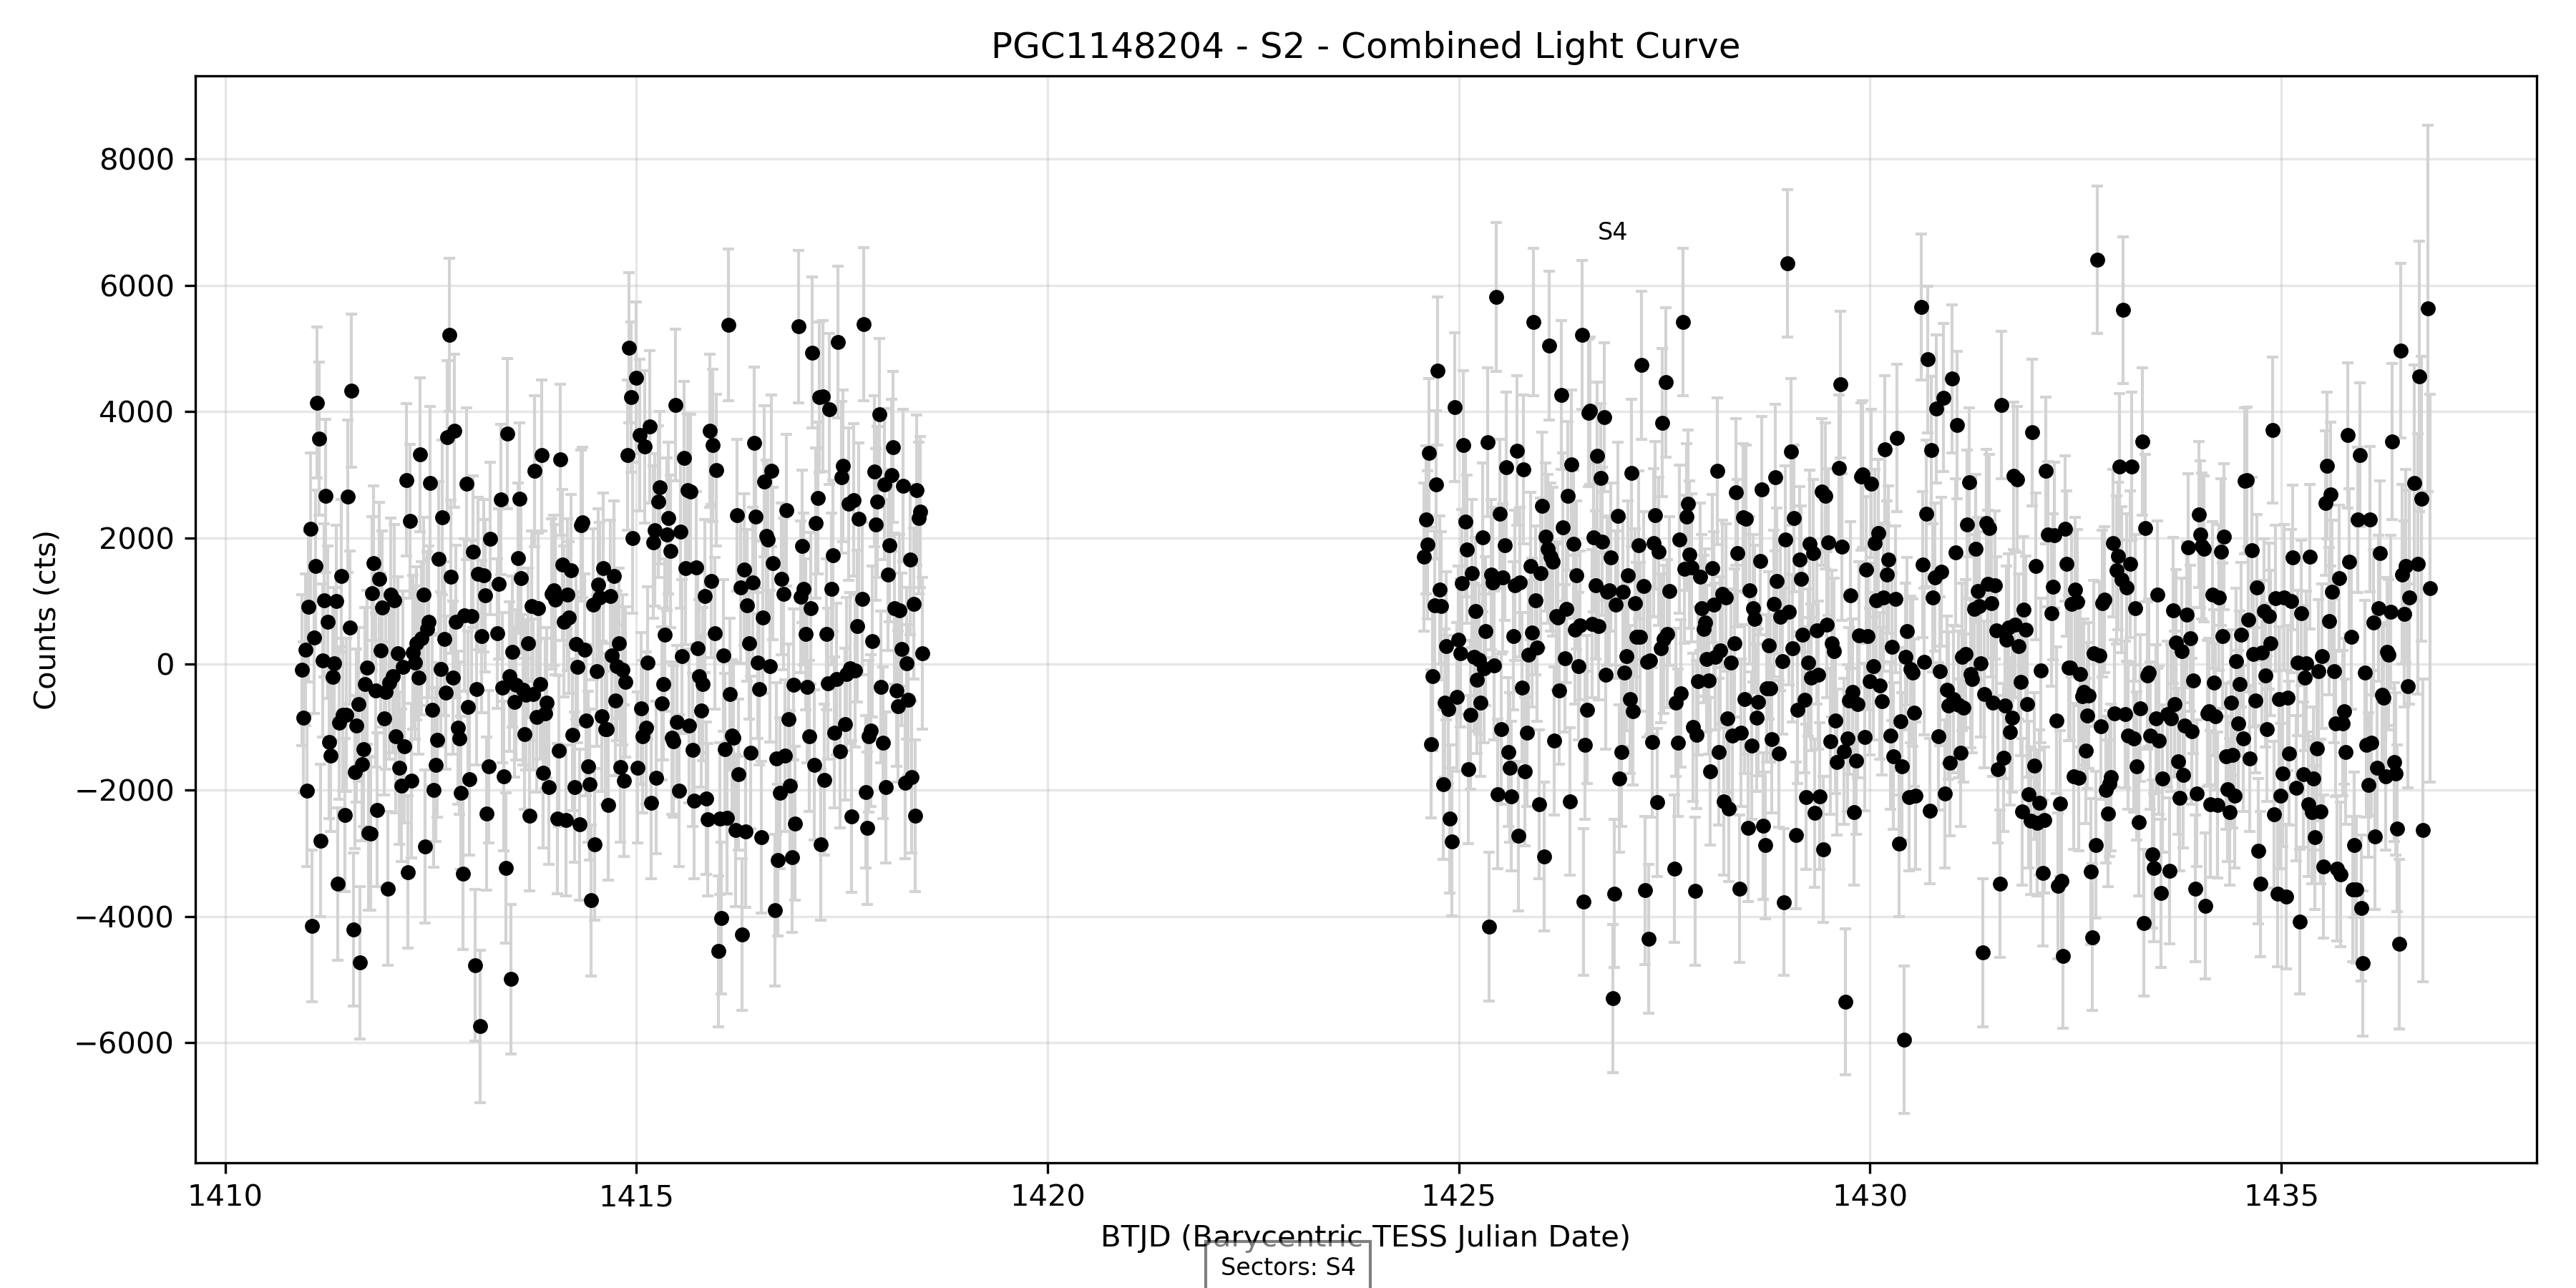 PGC1148204 - S2 - Combined Light Curve
Counts (cts)
8000
6000
4000
2000
0
−2000
−4000
−6000
S4
1410
1415
1420
1425
1430
1435
BTJD (Barycentric TESS Julian Date)
Sectors: S4